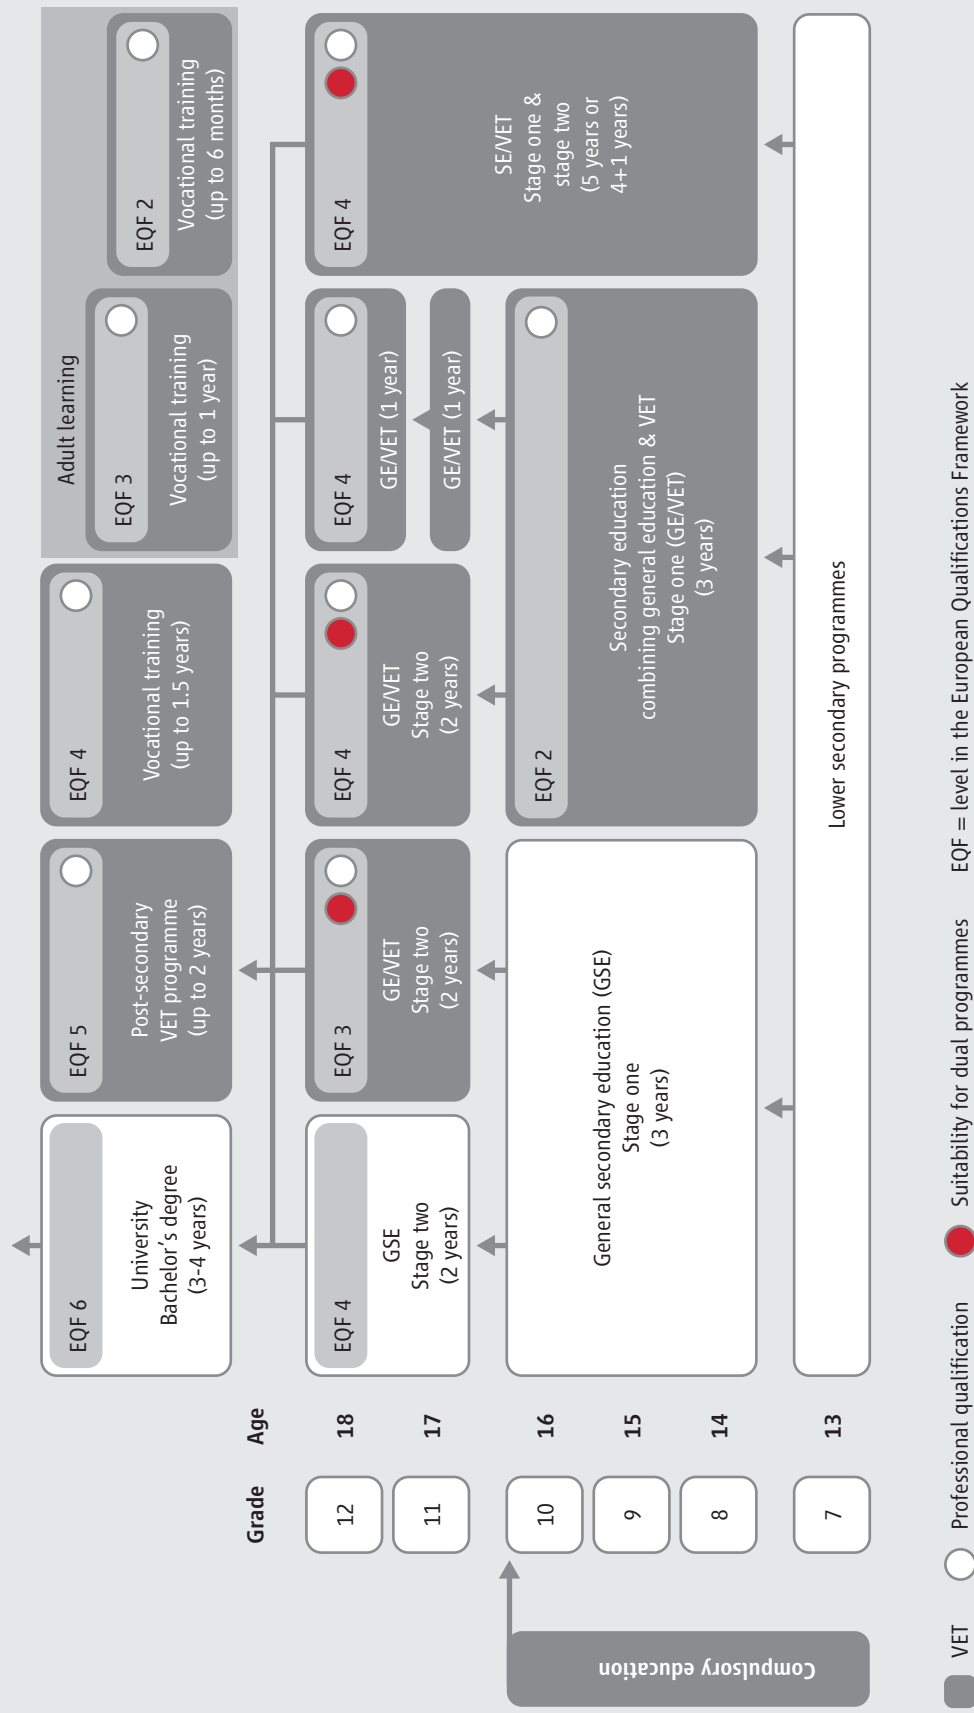 Adult learning
EQF 6
University
Bachelor's degree
(3-4 years)
EQF 5
Post-secondary
VET programme
(up to 2 years)
EQF 4
Vocational training
(up to 1.5 years)
EQF 3
Vocational training
(up to 1 year)
EQF 2
Vocational training
(up to 6 months)
Grade
Age
12
18
11
17
EQF 4
GSE
Stage two
(2 years)
EQF 3
GE/VET
Stage two
(2 years)
EQF 4
GE/VET
Stage two
(2 years)
EQF 4
GE/VET (1 year)
GE/VET (1 year)
EQF 4
SE/VET
Stage one &
stage two
(5 years or
4+1 years)
10
16
9
15
8
14
General secondary education (GSE)
Stage one
(3 years)
EQF 2
Secondary education
combining general education & VET
Stage one (GE/VET)
(3 years)
7
13
Lower secondary programmes
Compulsory education
VET
Professional qualification
Suitability for dual programmes
EQF = level in the European Qualifications Framework